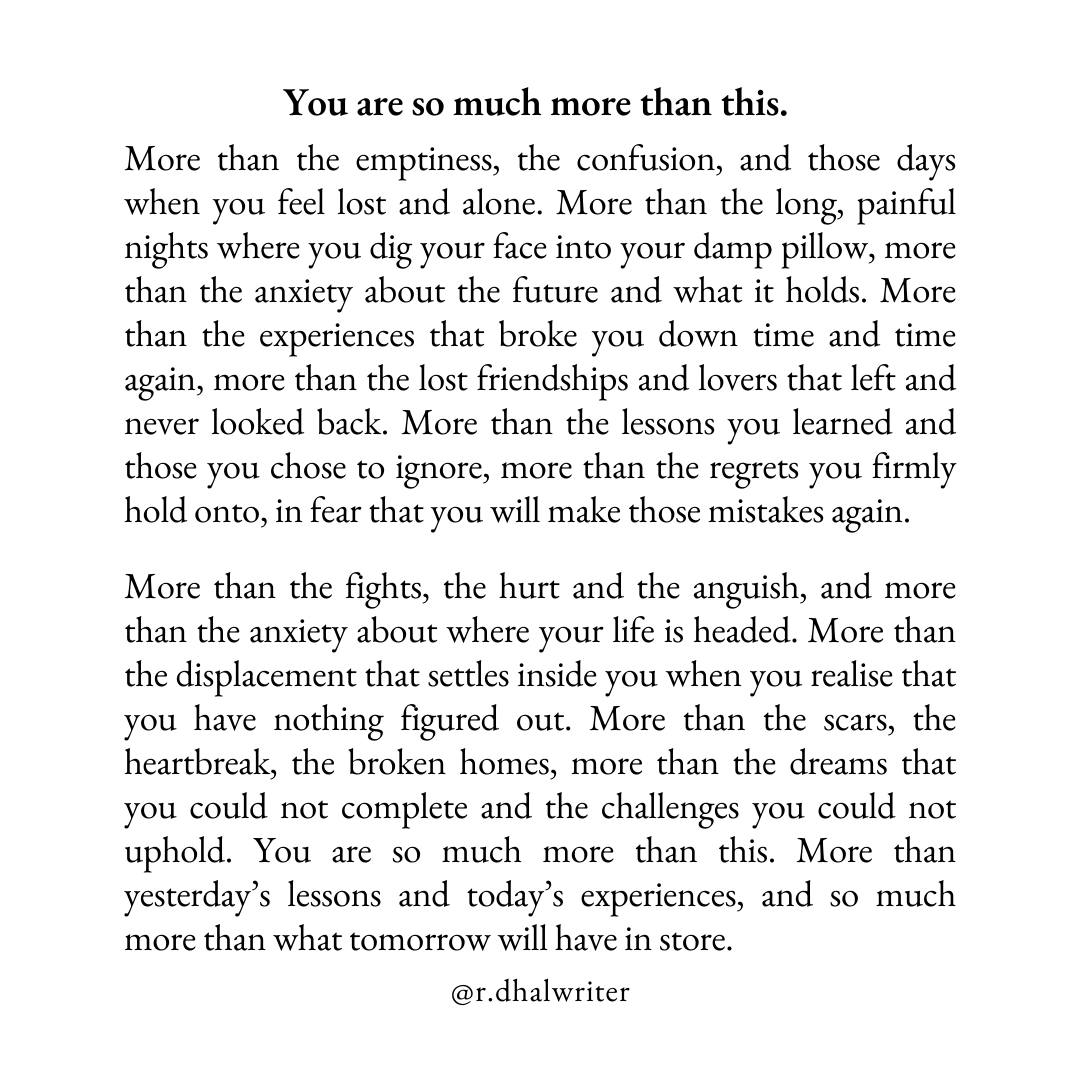 You are so much more than this.
More than the emptiness, the confusion, and those days
when you feel lost and alone. More than the long, painful
nights where you dig your face into your damp pillow, more
than the anxiety about the future and what it holds. More
than the experiences that broke you down time and time
again, more than the lost friendships and lovers that left and
never looked back. More than the lessons you learned and
those you chose to ignore, more than the regrets you firmly
hold onto, in fear that you will make those mistakes again.
More than the fights, the hurt and the anguish, and more
than the anxiety about where your life is headed. More than
the displacement that settles inside you when you realise that
you have nothing figured out. More than the scars, the
heartbreak, the broken homes, more than the dreams that
you could not complete and the challenges you could not
uphold. You are so much more than this. More than
yesterday’s lessons and today’s experiences, and so much
more than what tomorrow will have in store.
@r.dhalwriter